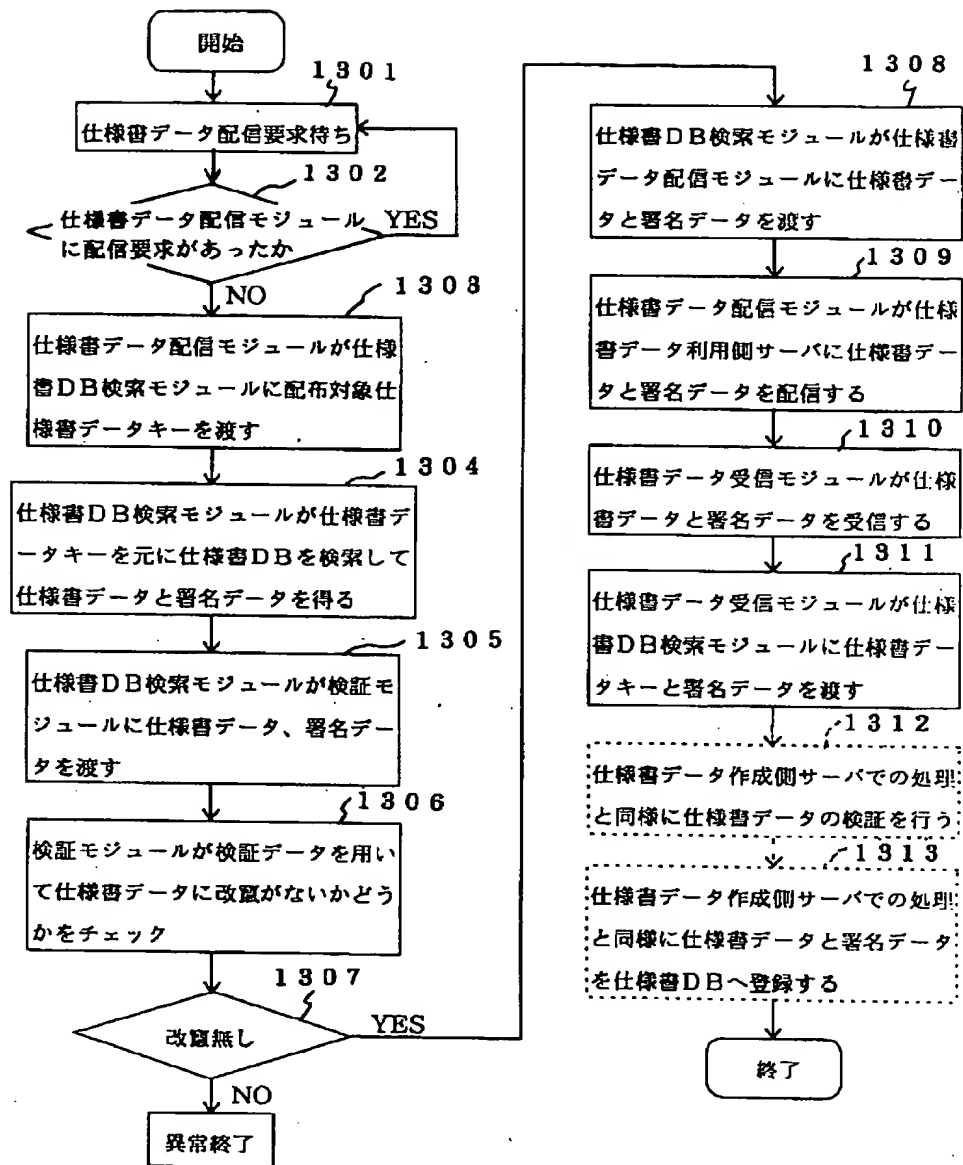 開始
1301
仕様書データ配信要求待ち
1302
仕様書データ配信モジュール
に配信要求があったか
YES
NO
1303
仕様書データ配信モジュールが仕様
書DB検索モジュールに配布対象仕
様書データキーを渡す
1304
仕様書DB検索モジュールが仕様書デ
ータキーを元に仕様書DBを検索して
仕様書データと署名データを得る
1305
仕様書DB検索モジュールが検証モ
ジュールに仕様書データ、署名デー
タを渡す
1306
検証モジュールが検証データを用い
て仕様書データに改竄がないかどう
かをチェック
1307
改竄無し
YES
NO
異常終了
1308
仕様書DB検索モジュールが仕様書
データ配信モジュールに仕様書デー
タと署名データを渡す
1309
仕様書データ配信モジュールが仕様
書データ利用側サーバに仕様書デー
タと署名データを配信する
1310
仕様書データ受信モジュールが仕様
書データと署名データを受信する
1311
仕様書データ受信モジュールが仕様
書DB検索モジュールに仕様書デー
タキーと署名データを渡す
1312
仕様書データ作成側サーバでの処理
と同様に仕様書データの検証を行う
1313
仕様書データ作成側サーバでの処理
と同様に仕様書データと署名データ
を仕様書DBへ登録する
終了